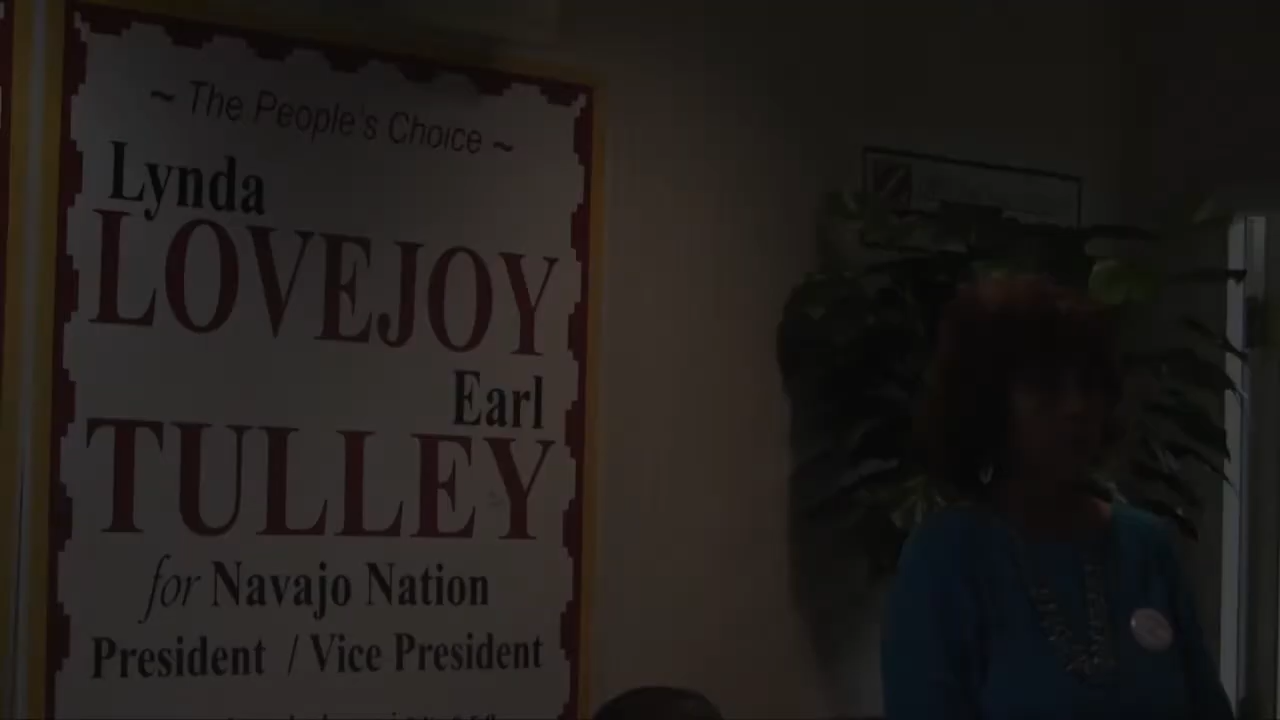 ~ The People's Choice ~
Lynda
LOVEJOY
Earl
TULLEY
for Navajo Nation
President / Vice President